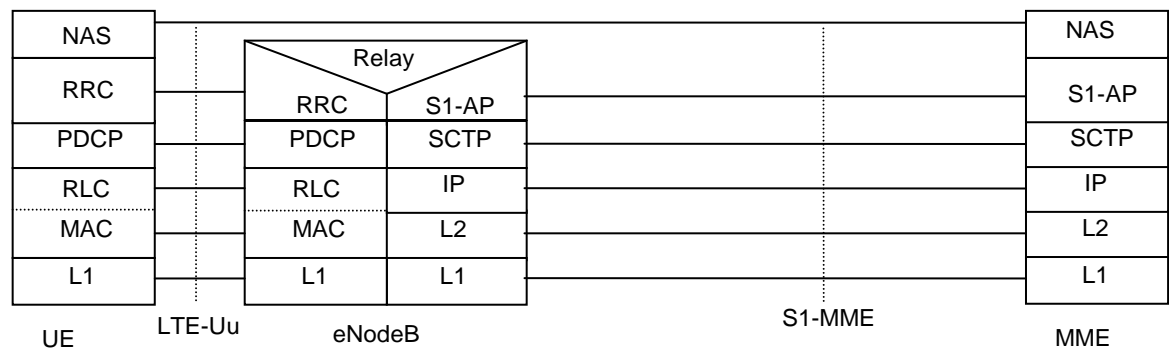 NAS
NAS
Relay
RRC
RRC
S1-AP
S1-AP
PDCP
PDCP
SCTP
SCTP
RLC
RLC
IP
IP
MAC
MAC
L2
L2
L1
L1
L1
L1
UE
LTE-Uu
eNodeB
S1-MME
MME